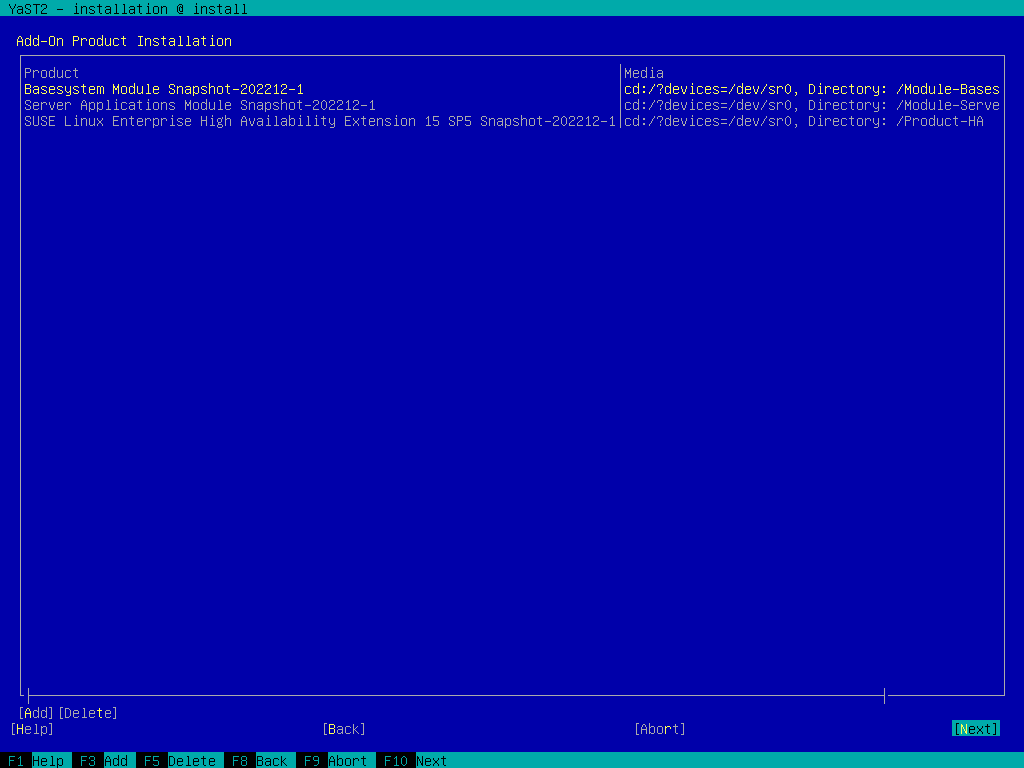 YaST2 - installation @ install
Add-On Product Installation
Product Media
Basesystem Module Snapshot-202212-1 cd:/?devices=/dev/sr0, Directory: /Module-Bases
Server Applications Module Snapshot-202212-1 cd:/?devices=/dev/sr0, Directory: /Module-Serve
SUSE Linux Enterprise High Availability Extension 15 SP5 Snapshot-202212-1 cd:/?devices=/dev/sr0, Directory: /Product-HA
[Add] [Delete]
[Help] [Back] [Abort] [Next]
F1 Help F3 Add F5 Delete F8 Back F9 Abort F10 Next